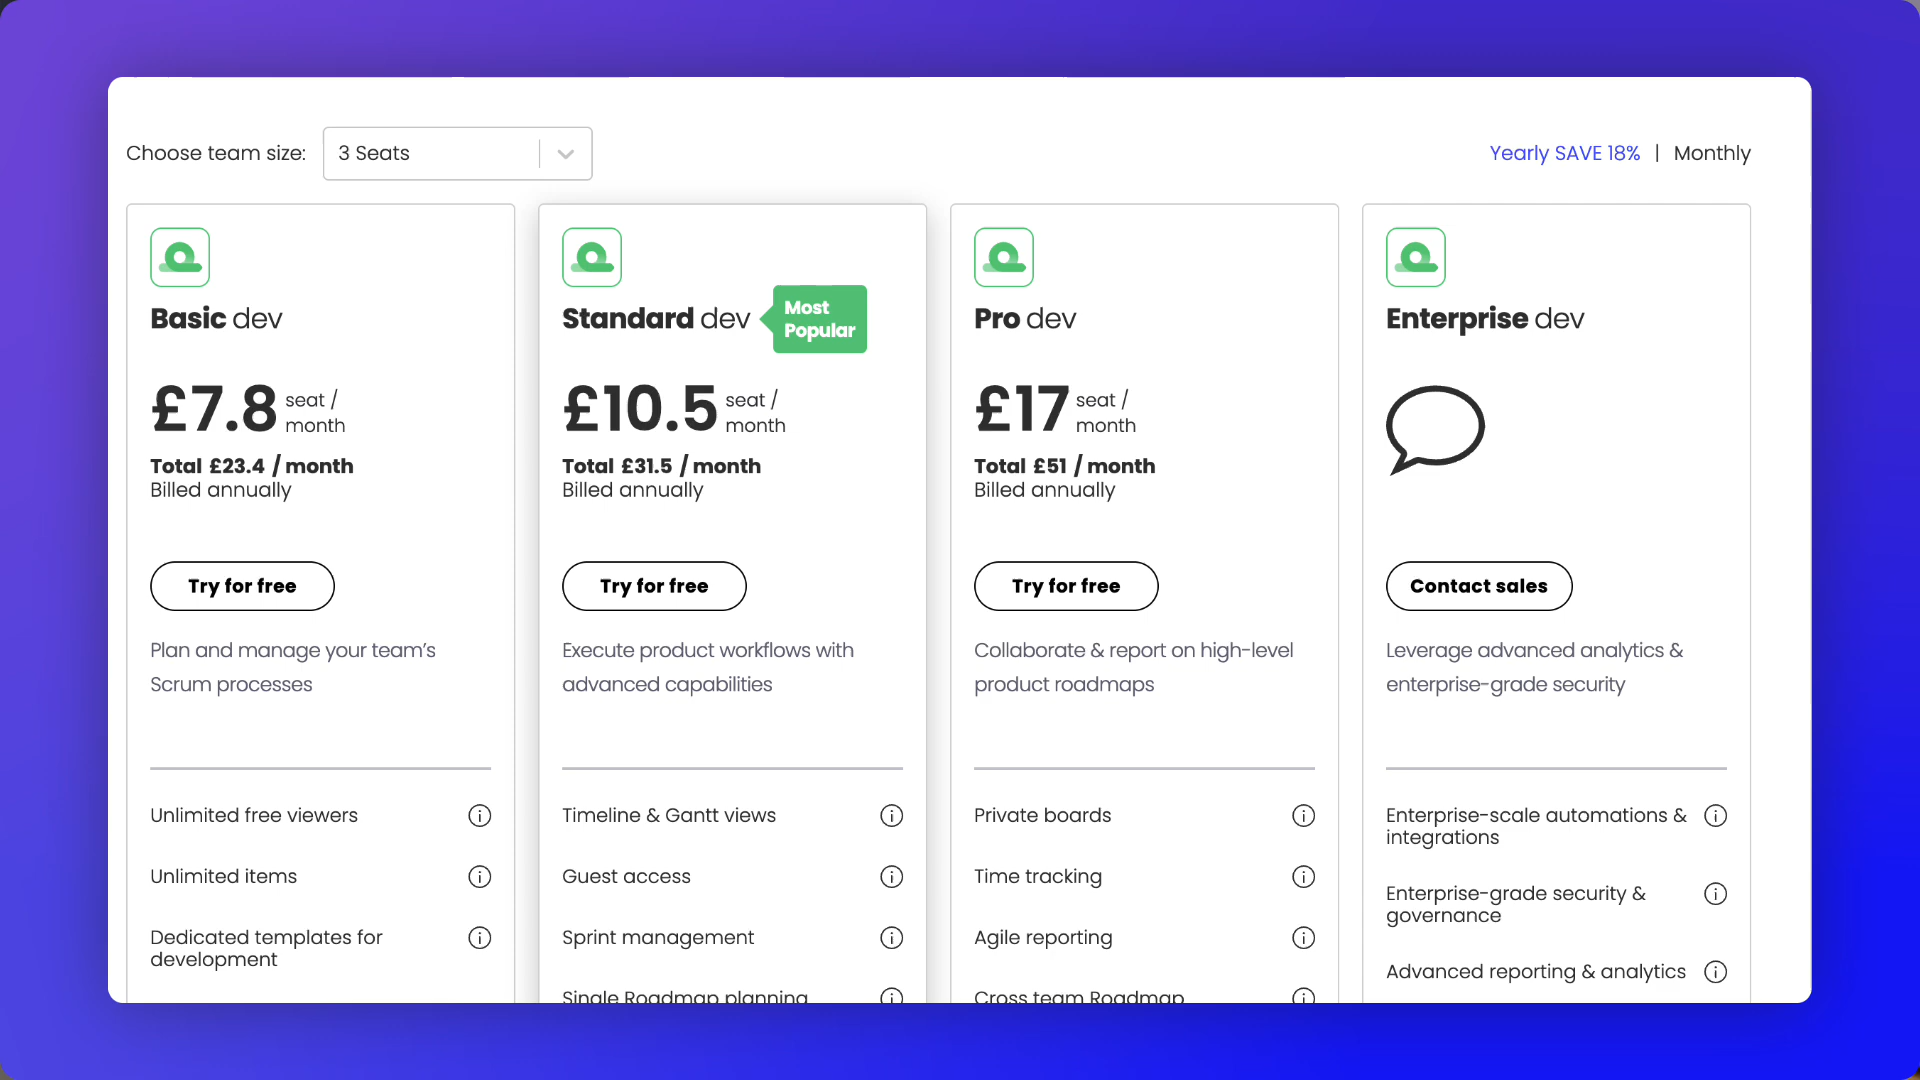 Choose team size:
3 Seats
Yearly SAVE 18% | Monthly
Basic dev
£7.8 seat /
month
Total £23.4 / month
Billed annually
Try for free
Plan and manage your team’s
Scrum processes
Unlimited free viewers
Unlimited items
Dedicated templates for
development
Standard dev
Most
Popular
£10.5 seat /
month
Total £31.5 / month
Billed annually
Try for free
Execute product workflows with
advanced capabilities
Timeline & Gantt views
Guest access
Sprint management
Single Roadmap planning
Pro dev
£17 seat /
month
Total £51 / month
Billed annually
Try for free
Collaborate & report on high-level
product roadmaps
Private boards
Time tracking
Agile reporting
Cross team Roadmap
Enterprise dev
Contact sales
Leverage advanced analytics &
enterprise-grade security
Enterprise-scale automations &
integrations
Enterprise-grade security &
governance
Advanced reporting & analytics